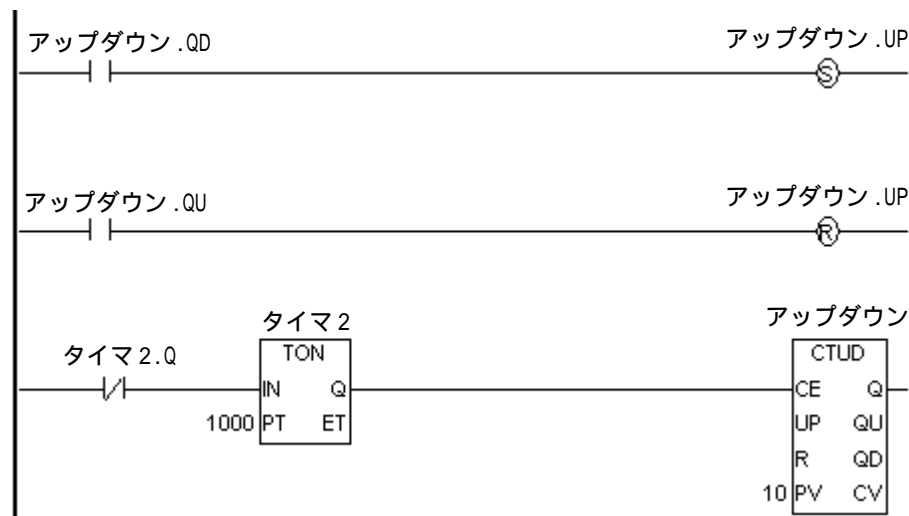 アップダウン.QD アップダウン.UP
S
アップダウン.QU アップダウン.UP
R
タイマ2 アップダウン
タイマ2.Q TON CTUD
IN Q CE Q
1000 PT ET UP QU
R QD
10 PV CV